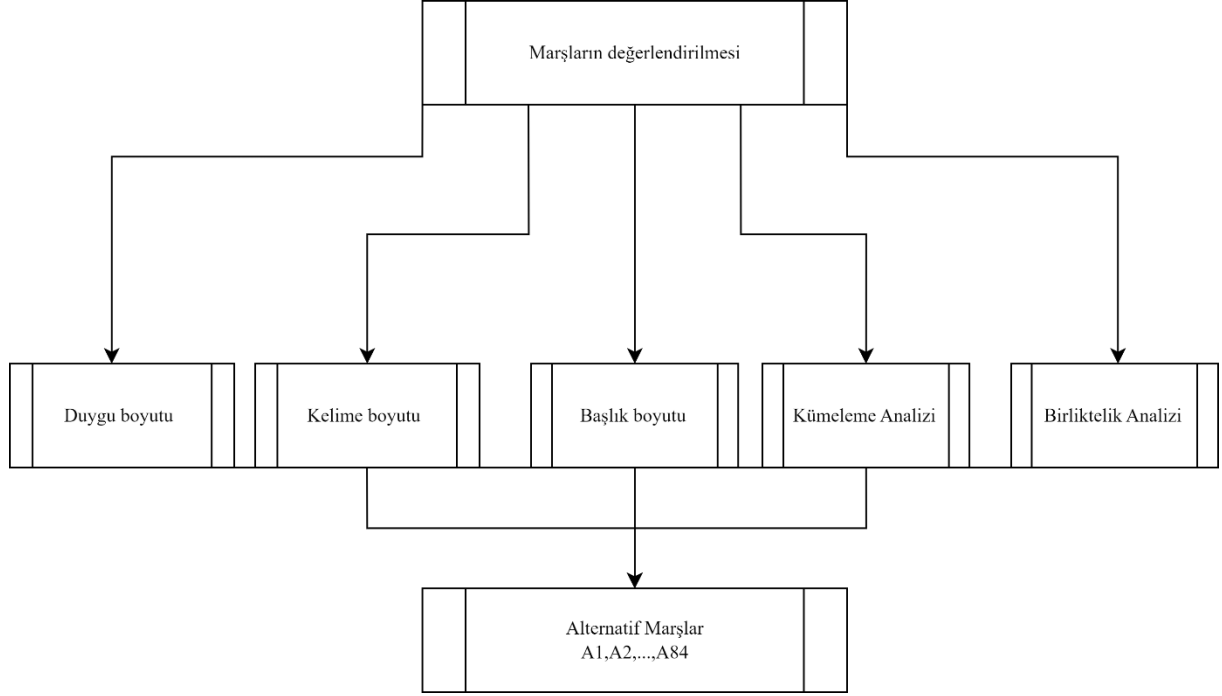 Marşların değerlendirilmesi
Duygu boyutu
Kelime boyutu
Başlık boyutu
Kümeleme Analizi
Birliktelik Analizi
Alternatif Marşlar
A1,A2,...,A84